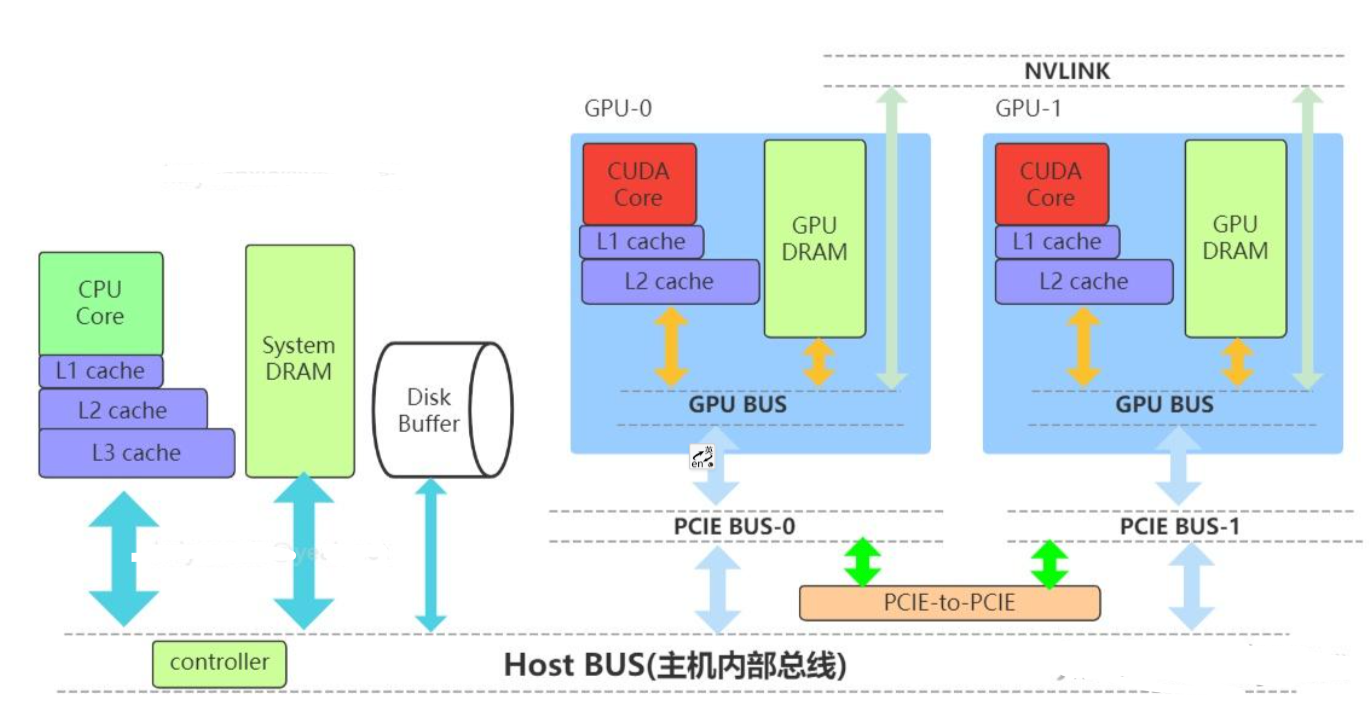 NVLINK
GPU-0
GPU-1
CUDA
Core
L1 cache
L2 cache
GPU
DRAM
CUDA
Core
L1 cache
L2 cache
GPU
DRAM
CPU
Core
L1 cache
L2 cache
L3 cache
System
DRAM
Disk
Buffer
GPU BUS
GPU BUS
en
英
PCIE BUS-0
PCIE BUS-1
PCIE-to-PCIE
controller
Host BUS(主机内部总线)